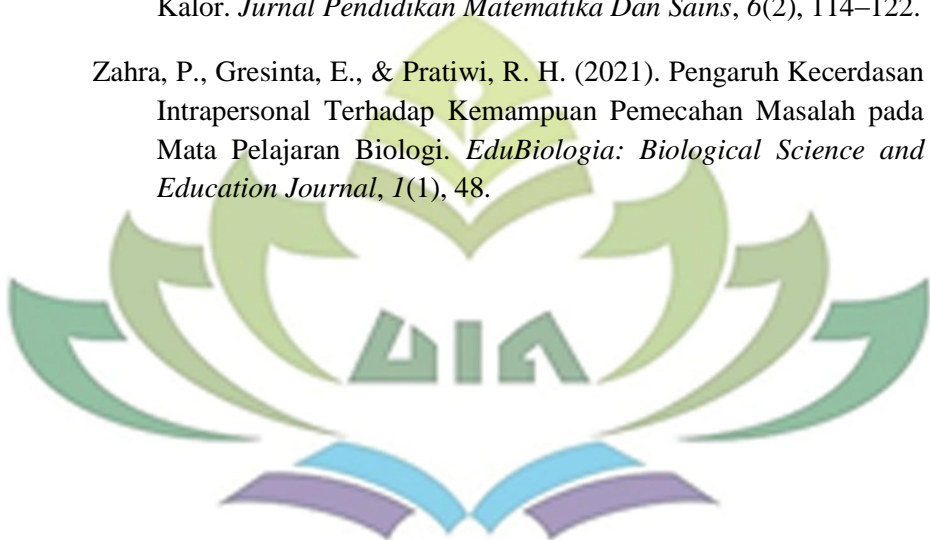 Kalor. Jurnal Pendidikan Matematika Dan Sains, 6(2), 114–122.
Zahra, P., Gresinta, E., & Pratiwi, R. H. (2021). Pengaruh Kecerdasan
Intrapersonal Terhadap Kemampuan Pemecahan Masalah pada
Mata Pelajaran Biologi. EduBiologia: Biological Science and
Education Journal, 1(1), 48.
UIN